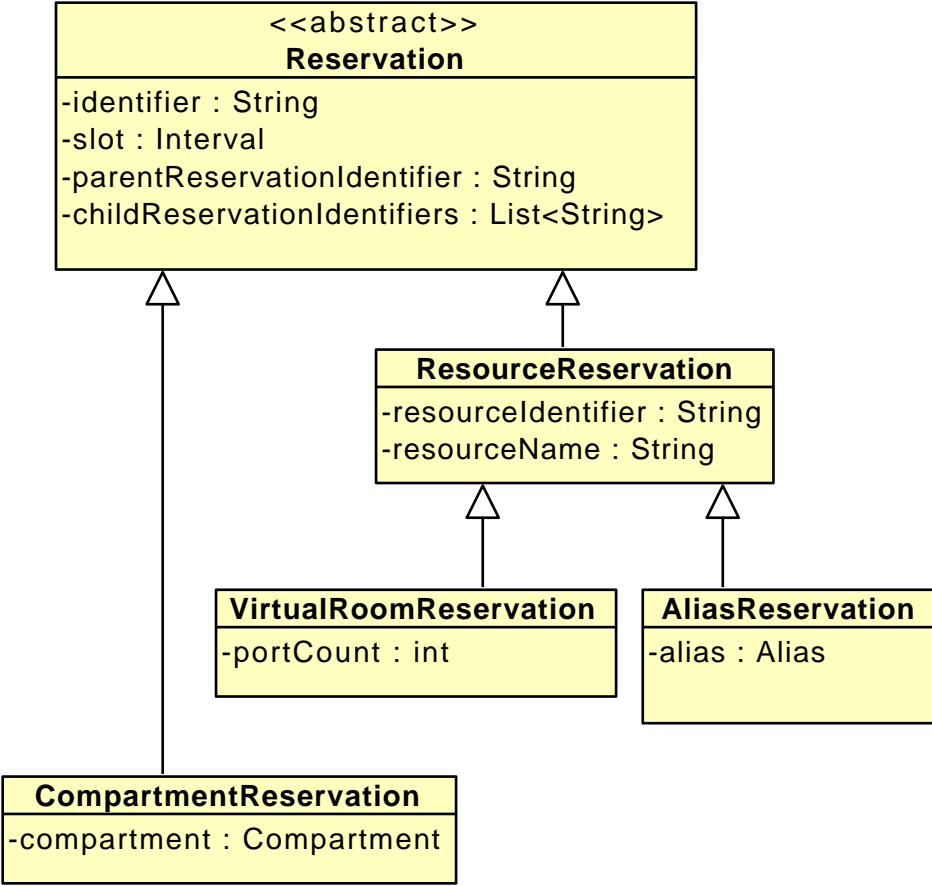 <<abstract>>
Reservation
-identifier : String
-slot : Interval
-parentReservationIdentifier : String
-childReservationIdentifiers : List<String>
ResourceReservation
-resourceIdentifier : String
-resourceName : String
VirtualRoomReservation
-portCount : int
AliasReservation
-alias : Alias
CompartmentReservation
-compartment : Compartment